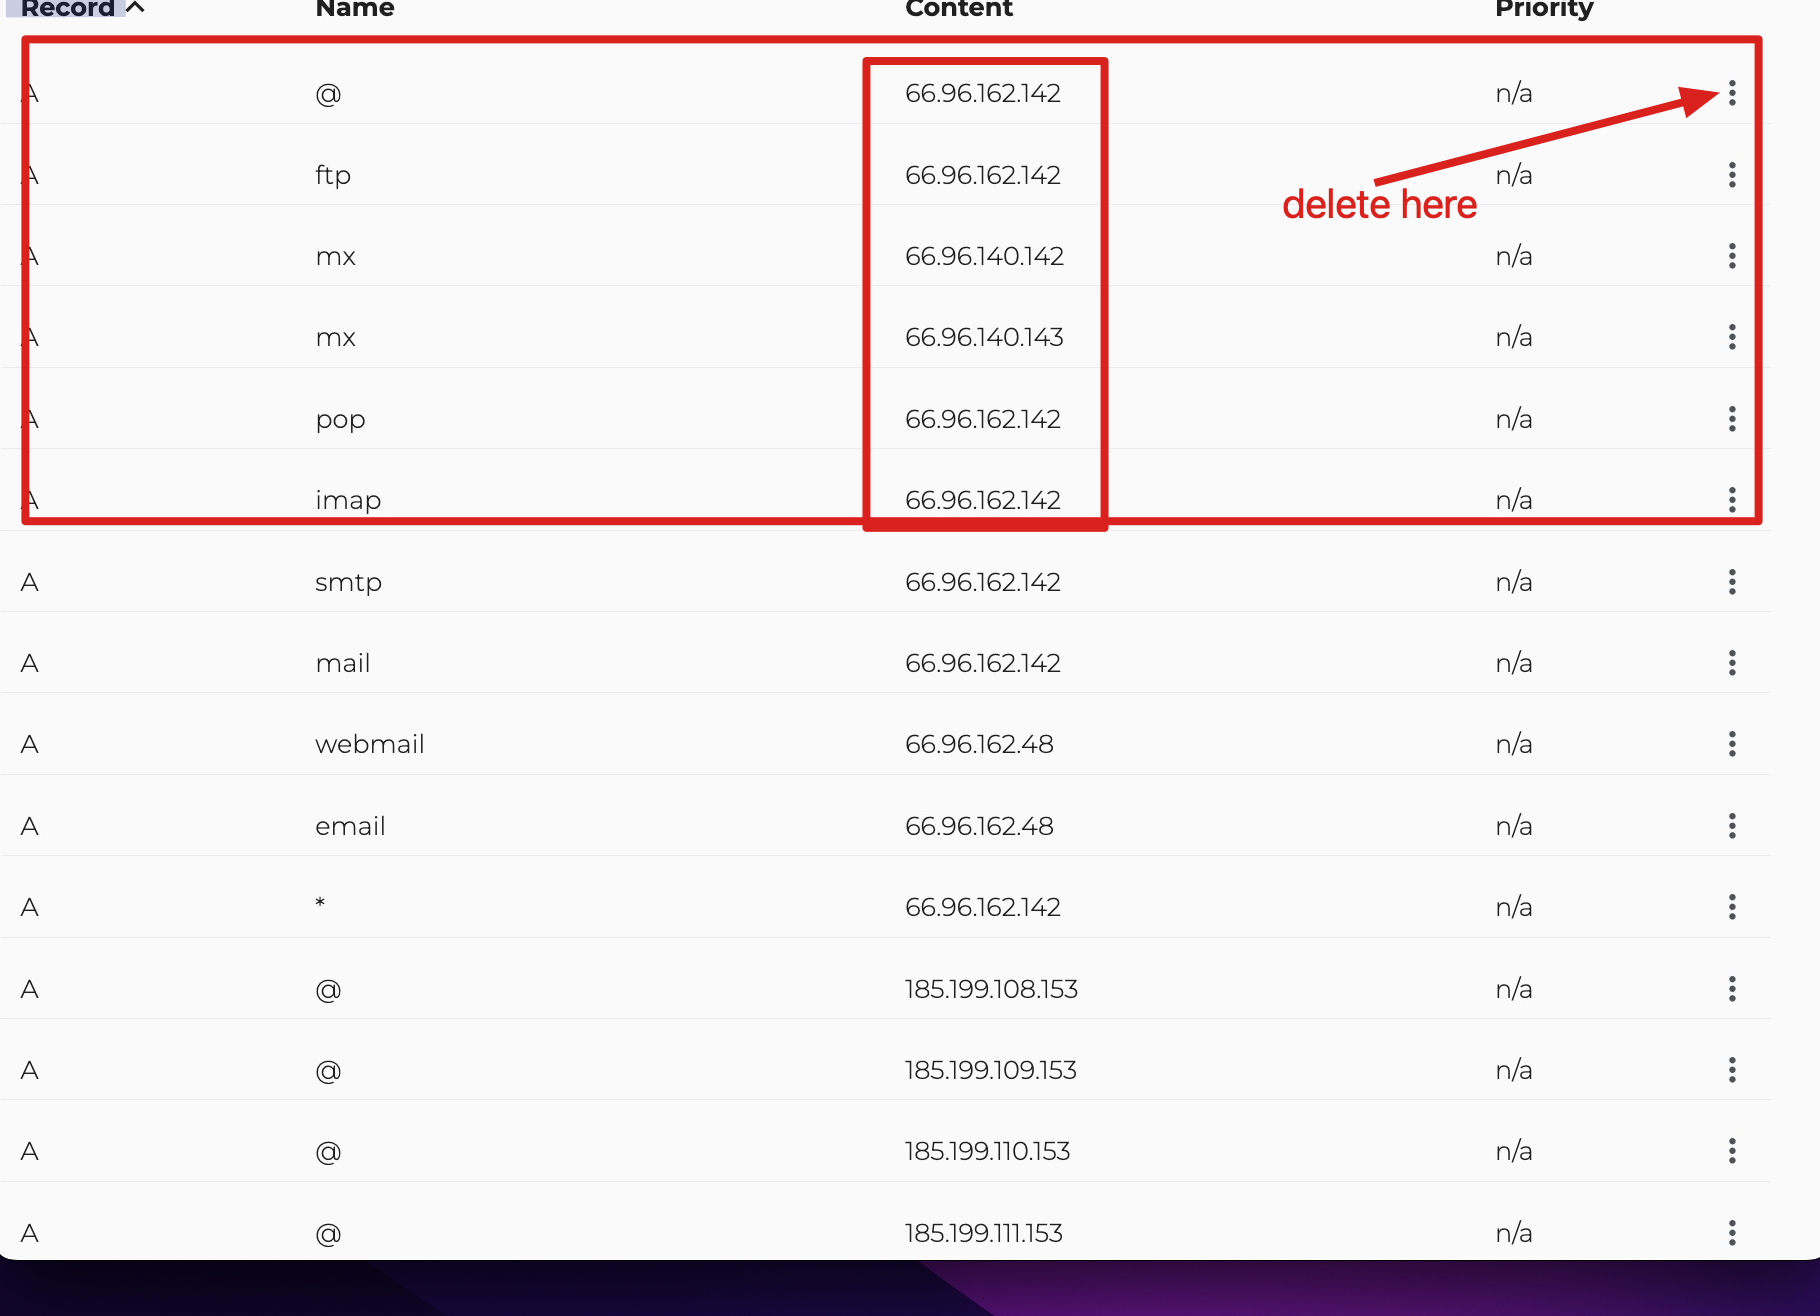 Record Name Content Priority
A @ 66.96.162.142 n/a
A ftp 66.96.162.142 n/a
delete here
A mx 66.96.140.142 n/a
A mx 66.96.140.143 n/a
A pop 66.96.162.142 n/a
A imap 66.96.162.142 n/a
A smtp 66.96.162.142 n/a
A mail 66.96.162.142 n/a
A webmail 66.96.162.48 n/a
A email 66.96.162.48 n/a
A * 66.96.162.142 n/a
A @ 185.199.108.153 n/a
A @ 185.199.109.153 n/a
A @ 185.199.110.153 n/a
A @ 185.199.111.153 n/a